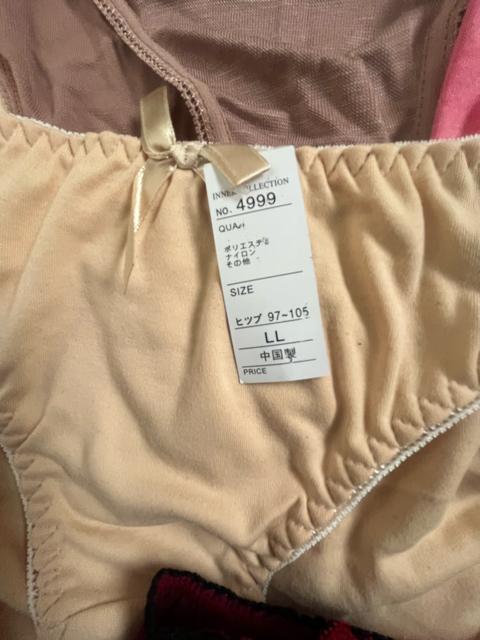 INNER COLLECTION
NO. 4999
ポリエステル
ナイロン
その他
SIZE
ヒップ 97~105
LL
中国製
PRICE